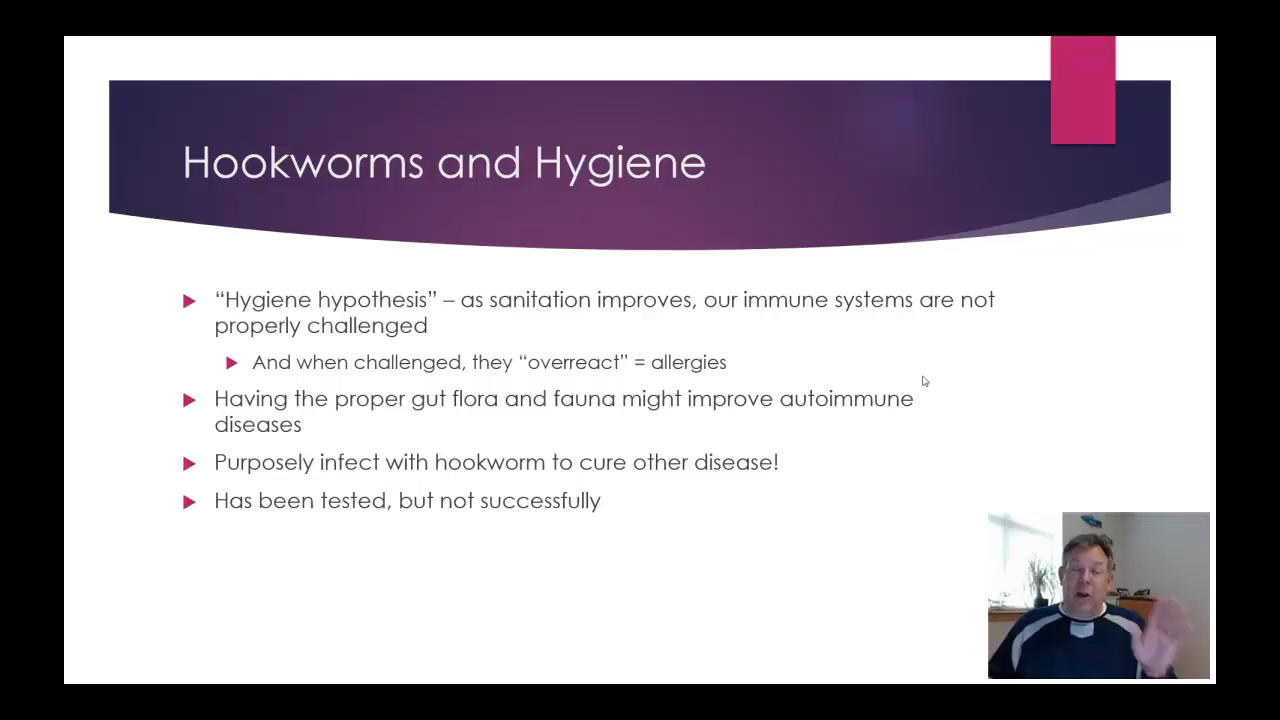 Hookworms and Hygiene
“Hygiene hypothesis” – as sanitation improves, our immune systems are not
properly challenged
And when challenged, they “overreact” = allergies
Having the proper gut flora and fauna might improve autoimmune
diseases
Purposely infect with hookworm to cure other disease!
Has been tested, but not successfully